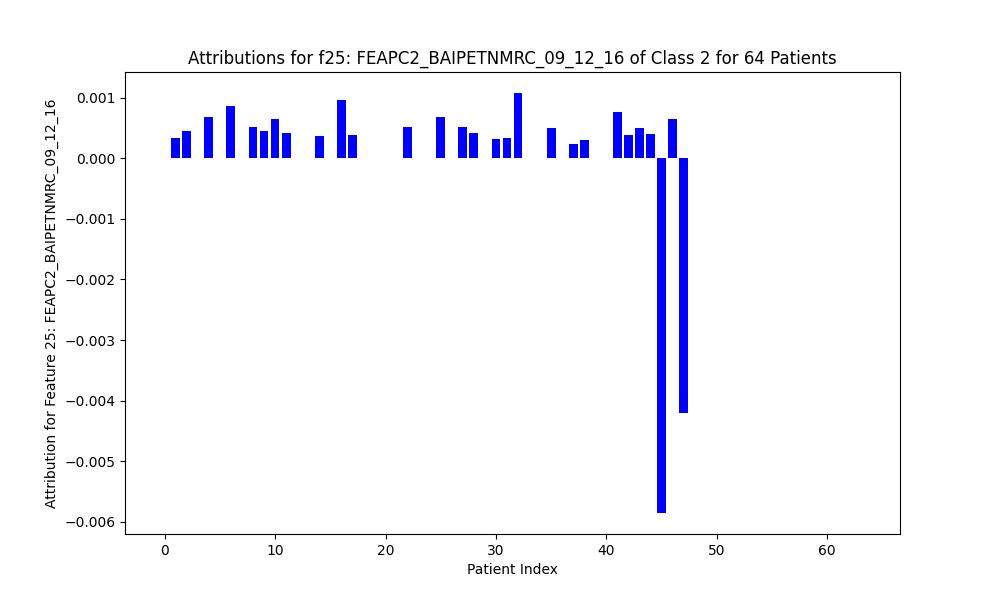 Attributions for f25: FEAPC2_BAIPETNMRC_09_12_16 of Class 2 for 64 Patients
Attribution for Feature 25: FEAPC2_BAIPETNMRC_09_12_16
0.001
0.000
−0.001
−0.002
−0.003
−0.004
−0.005
−0.006
0 10 20 30 40 50 60
Patient Index